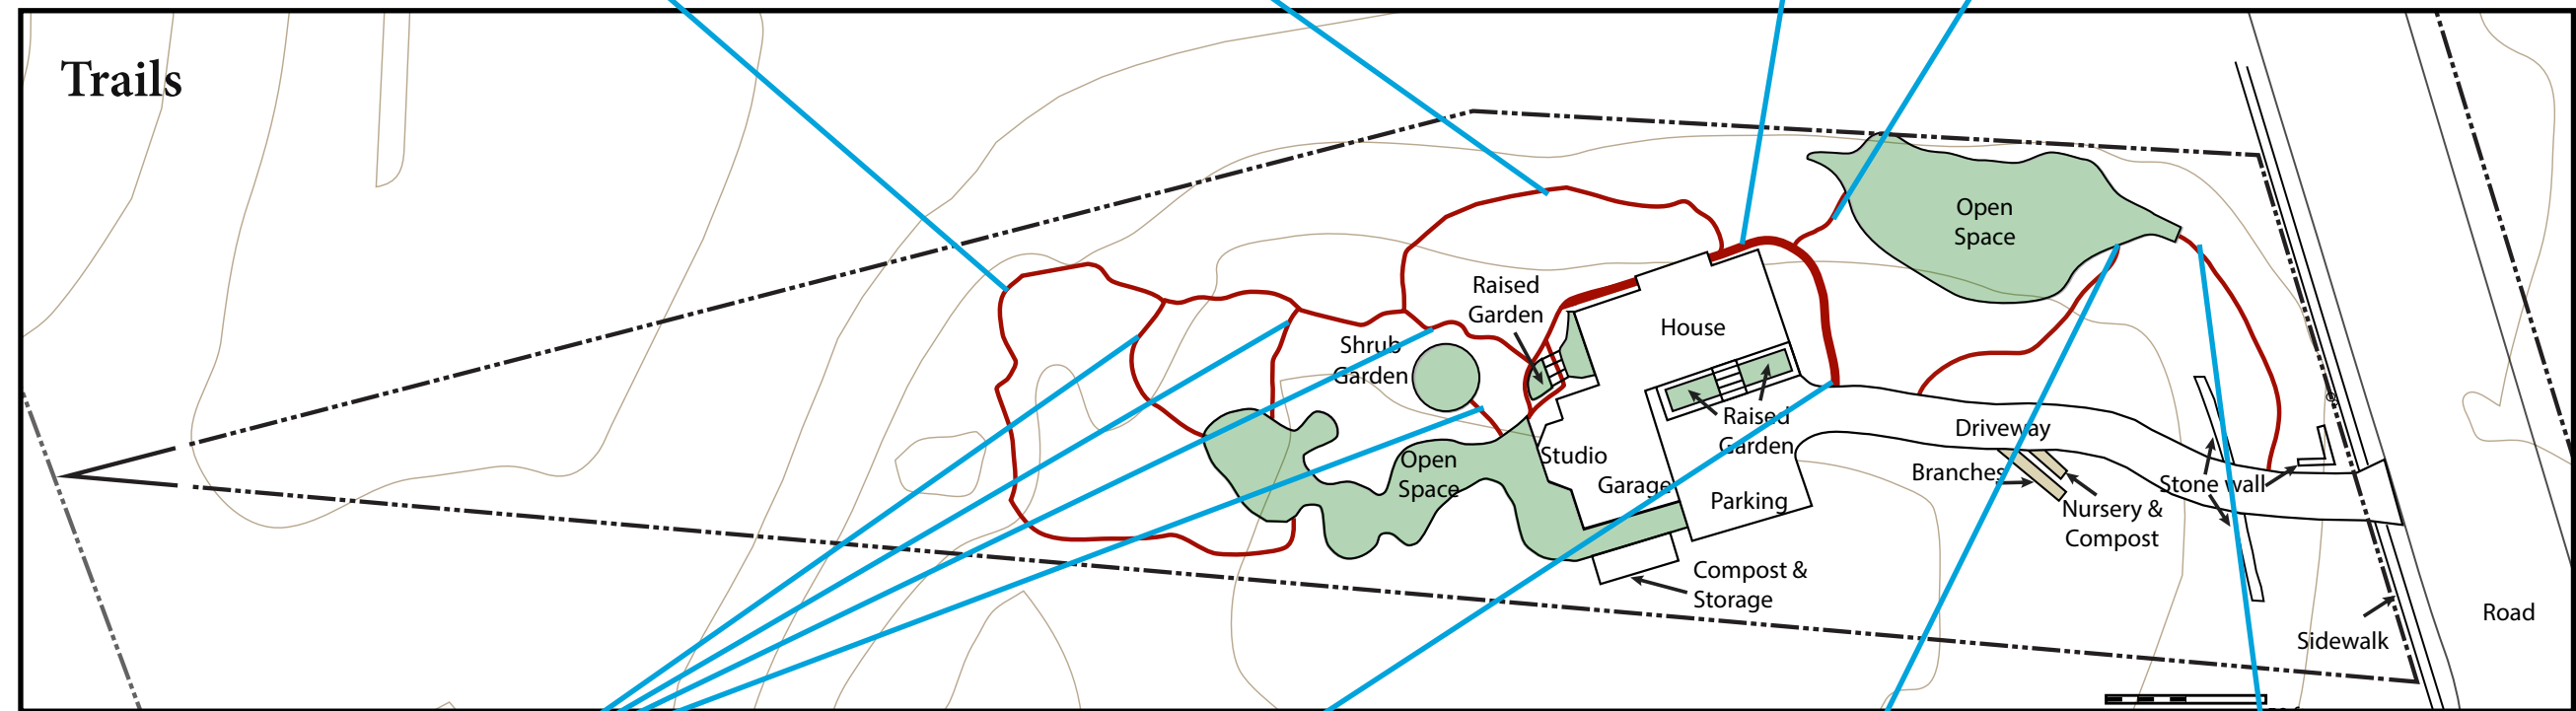 Trails
Open
Space
Raised
Garden
House
Shrub
Garden
Raised
Garden
Driveway
Studio
Open
Space
Branches
Garage
Stone wall
Parking
Nursery &
Compost
Compost &
Storage
Road
Sidewalk